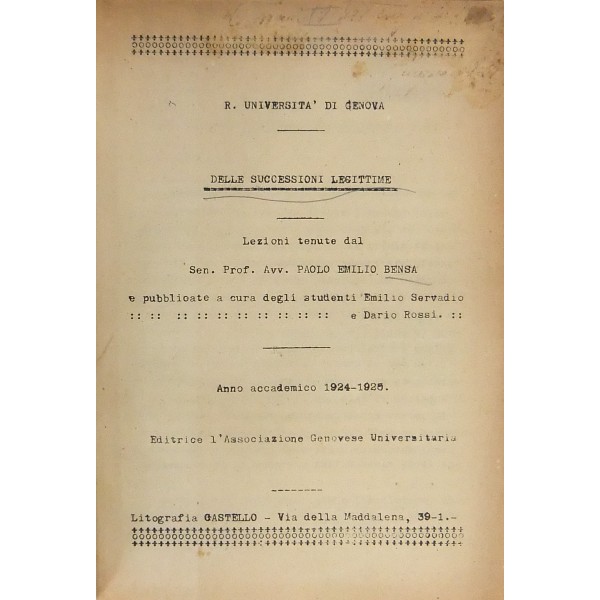 R. UNIVERSITA' DI GENOVA
DELLE SUCCESSIONI LEGITTIME
Lezioni tenute dal
Sen. Prof. Avv. PAOLO EMILIO BENSA
e pubblicate a cura degli studenti Emilio Servadio
:: :: :: :: :: :: :: :: :: :: e Dario Rossi. ::
Anno accademico 1924-1925.
Editrice l'Associazione Genovese Universitaria
Litografia CASTELLO - Via della Maddalena, 39-1.-